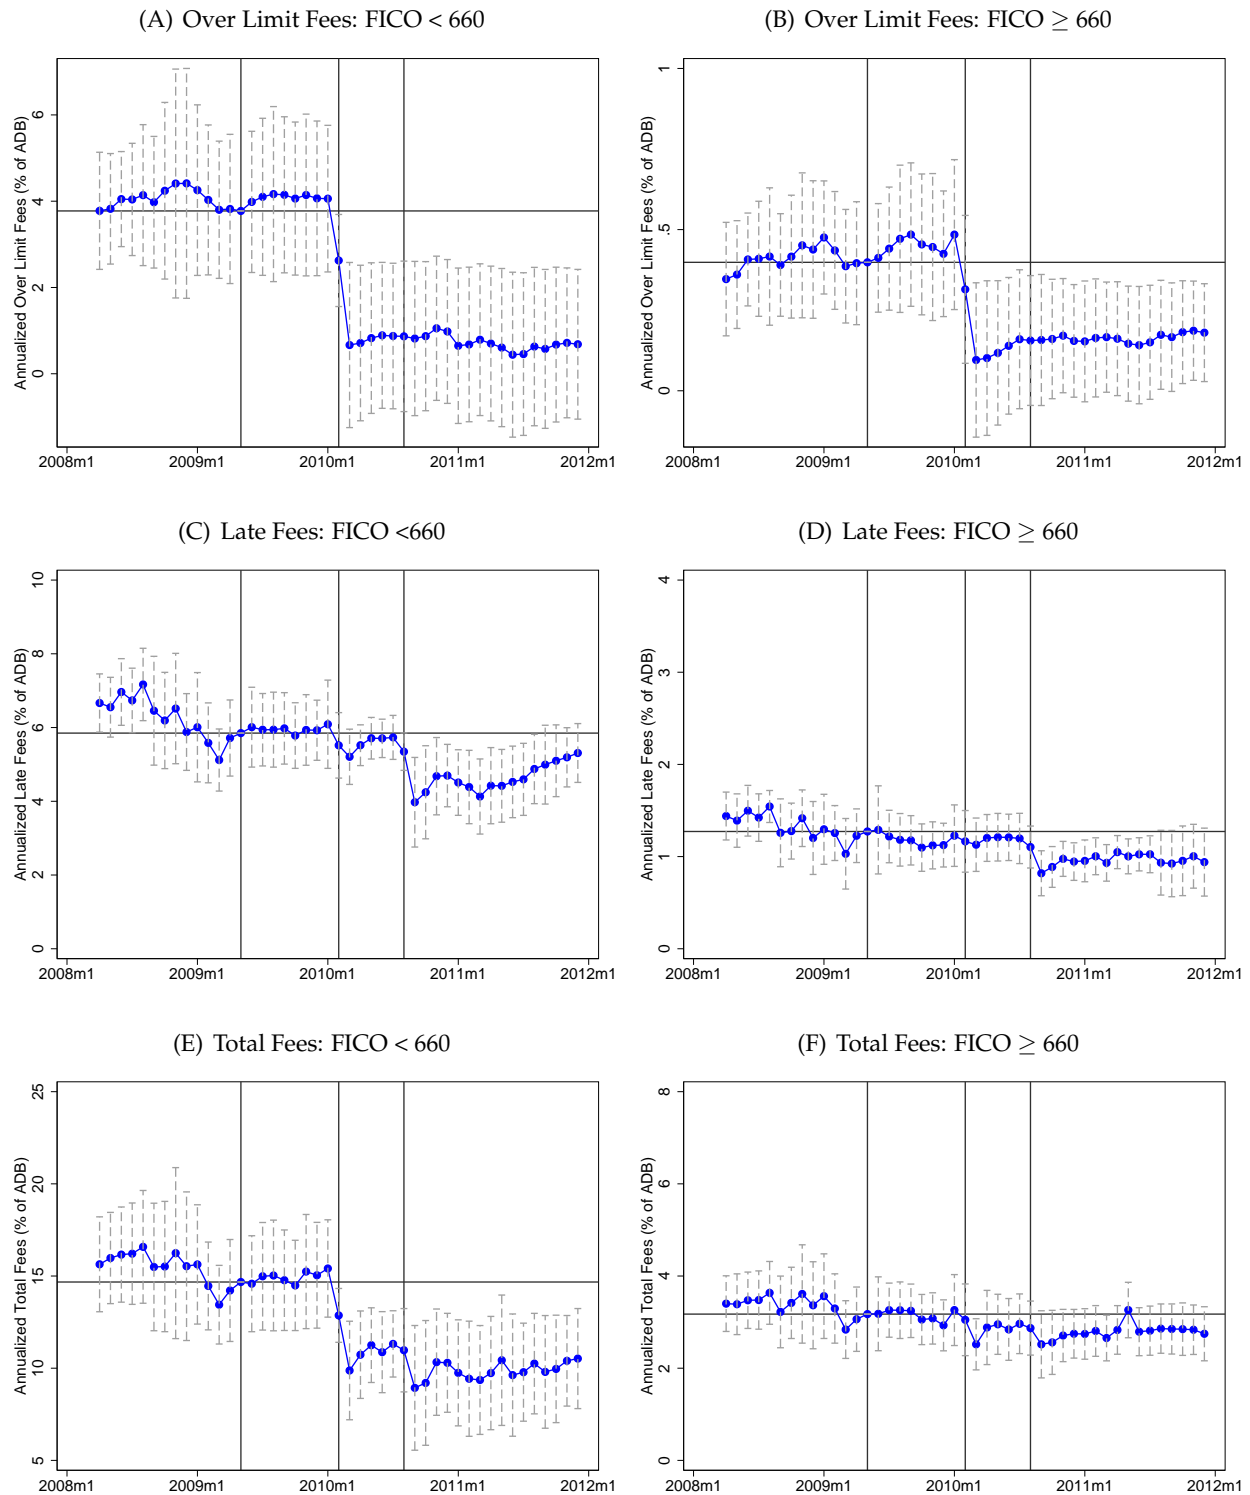 (A) Over Limit Fees: FICO < 660
Annualized Over Limit Fees (% of ADB)
6
4
2
0
2008m1 2009m1 2010m1 2011m1 2012m1
(B) Over Limit Fees: FICO ≥ 660
Annualized Over Limit Fees (% of ADB)
1
.5
0
2008m1 2009m1 2010m1 2011m1 2012m1
(C) Late Fees: FICO <660
Annualized Late Fees (% of ADB)
10
8
6
4
2
0
2008m1 2009m1 2010m1 2011m1 2012m1
(D) Late Fees: FICO ≥ 660
Annualized Late Fees (% of ADB)
4
3
2
1
0
2008m1 2009m1 2010m1 2011m1 2012m1
(E) Total Fees: FICO < 660
Annualized Total Fees (% of ADB)
25
20
15
10
5
2008m1 2009m1 2010m1 2011m1 2012m1
(F) Total Fees: FICO ≥ 660
Annualized Total Fees (% of ADB)
8
6
4
2
0
2008m1 2009m1 2010m1 2011m1 2012m1